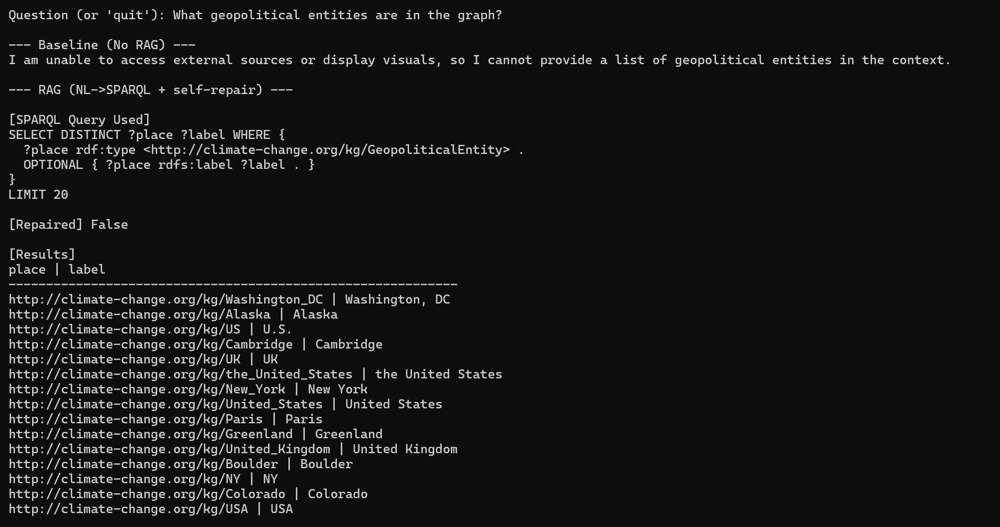 Question (or 'quit'): What geopolitical entities are in the graph?
--- Baseline (No RAG) ---
I am unable to access external sources or display visuals, so I cannot provide a list of geopolitical entities in the context.
--- RAG (NL->SPARQL + self-repair) ---
[SPARQL Query Used]
SELECT DISTINCT ?place ?label WHERE {
  ?place rdf:type <http://climate-change.org/kg/GeopoliticalEntity> .
  OPTIONAL { ?place rdfs:label ?label . }
}
LIMIT 20
[Repaired] False
[Results]
place | label
------------------------------------------------------------
http://climate-change.org/kg/Washington_DC | Washington, DC
http://climate-change.org/kg/Alaska | Alaska
http://climate-change.org/kg/US | U.S.
http://climate-change.org/kg/Cambridge | Cambridge
http://climate-change.org/kg/UK | UK
http://climate-change.org/kg/the_United_States | the United States
http://climate-change.org/kg/New_York | New York
http://climate-change.org/kg/United_States | United States
http://climate-change.org/kg/Paris | Paris
http://climate-change.org/kg/Greenland | Greenland
http://climate-change.org/kg/United_Kingdom | United Kingdom
http://climate-change.org/kg/Boulder | Boulder
http://climate-change.org/kg/NY | NY
http://climate-change.org/kg/Colorado | Colorado
http://climate-change.org/kg/USA | USA